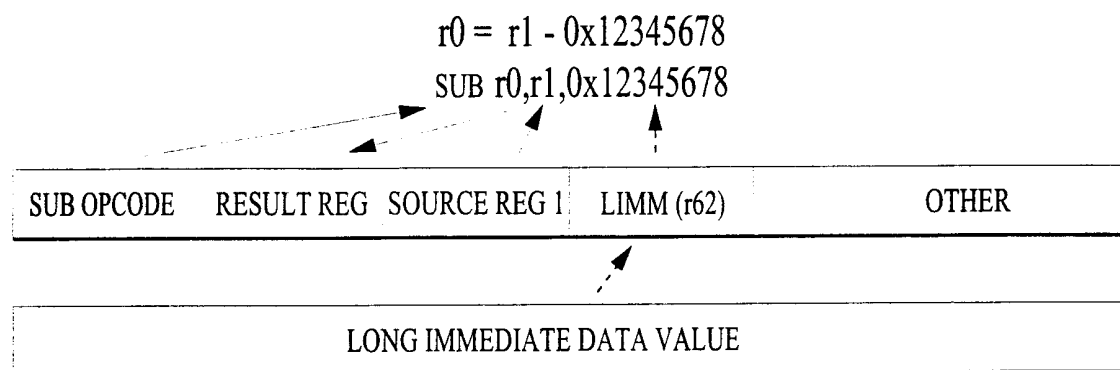 r0 = r1 - 0x12345678
SUB r0,r1,0x12345678
SUB OPCODE RESULT REG SOURCE REG 1 LIMM (r62) OTHER
LONG IMMEDIATE DATA VALUE